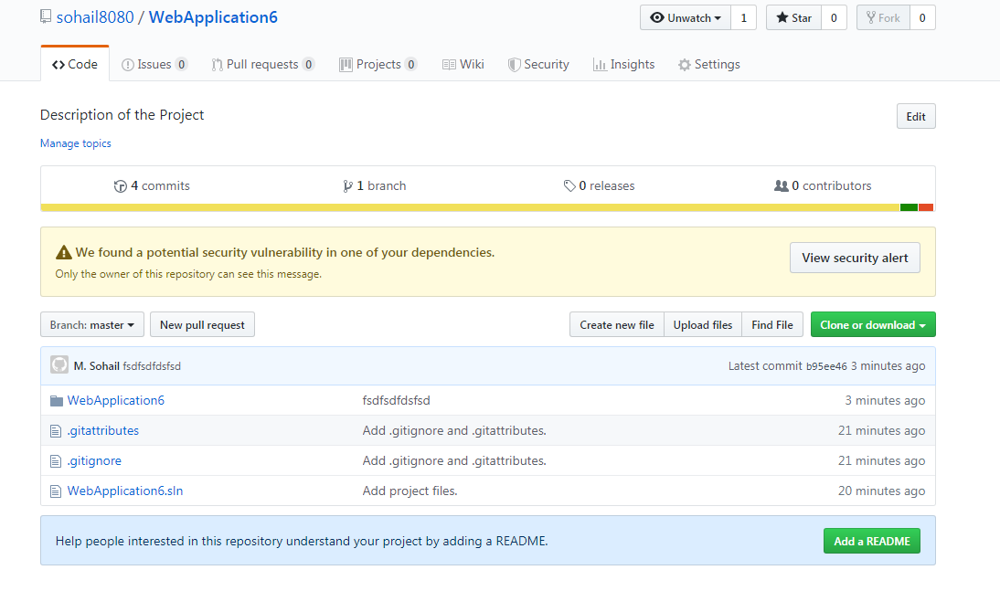 sohail8080 / WebApplication6 Unwatch 1 Star 0 Fork 0
Code Issues 0 Pull requests 0 Projects 0 Wiki Security Insights Settings
Description of the Project Edit
Manage topics
4 commits 1 branch 0 releases 0 contributors
We found a potential security vulnerability in one of your dependencies.
Only the owner of this repository can see this message.
View security alert
Branch: master New pull request Create new file Upload files Find File Clone or download
M. Sohail fsdfsdfdsfsd Latest commit b95ee46 3 minutes ago
WebApplication6 fsdfsdfdsfsd 3 minutes ago
.gitattributes Add .gitignore and .gitattributes. 21 minutes ago
.gitignore Add .gitignore and .gitattributes. 21 minutes ago
WebApplication6.sln Add project files. 20 minutes ago
Help people interested in this repository understand your project by adding a README. Add a README